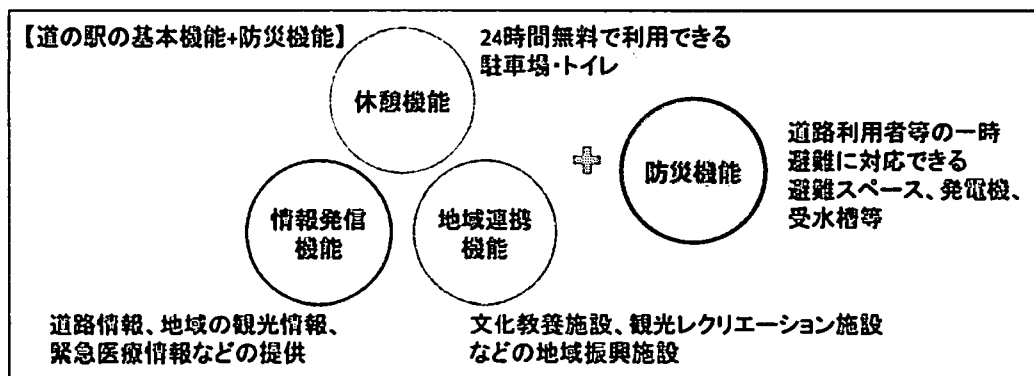 【道の駅の基本機能+防災機能】
24時間無料で利用できる
駐車場・トイレ
休憩機能
情報発信
機能
地域連携
機能
防災機能
道路利用者等の一時
避難に対応できる
避難スペース、発電機、
受水槽等
道路情報、地域の観光情報、
緊急医療情報などの提供
文化教養施設、観光レクリエーション施設
などの地域振興施設